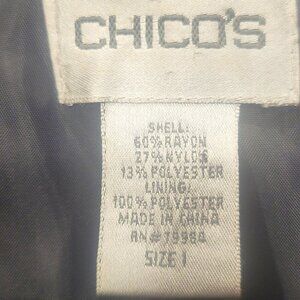 CHICO'S
SHELL:
60% RAYON
27% NYLON
13% POLYESTER
LINING:
100% POLYESTER
MADE IN CHINA
RN# 79984
SIZE 1